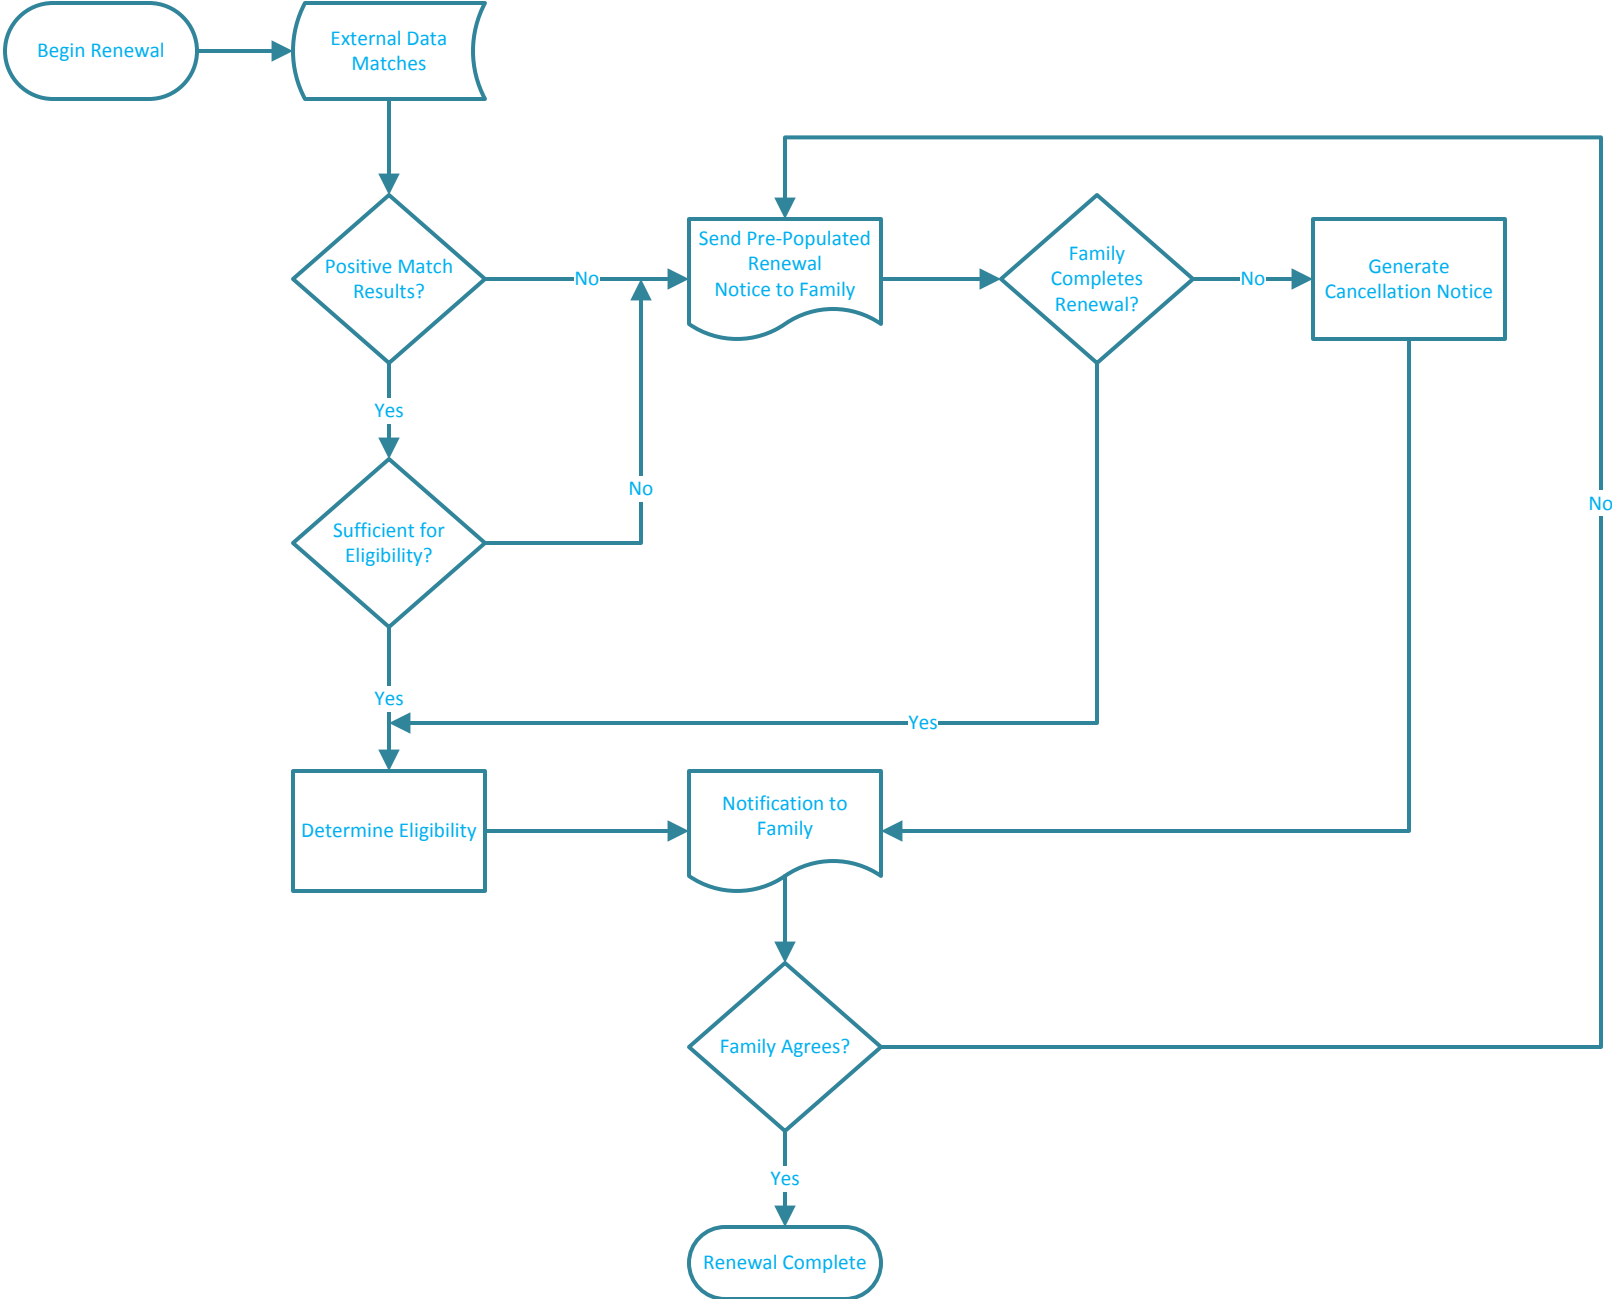 Begin Renewal
External Data
Matches
Positive Match
Results?
No
Send Pre-Populated
Renewal
Notice to Family
Family
Completes
Renewal?
No
Generate
Cancellation Notice
Yes
No
No
Sufficient for
Eligibility?
Yes
Yes
Determine Eligibility
Notification to
Family
Family Agrees?
Yes
Renewal Complete